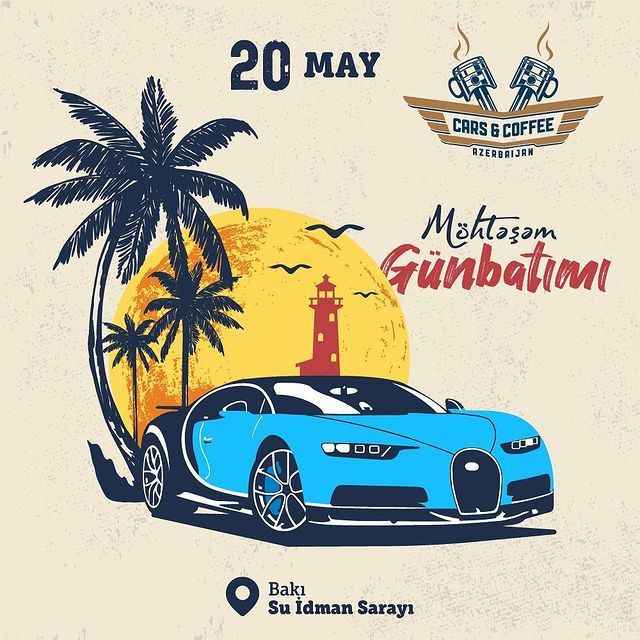 20 MAY
CARS & COFFEE
AZERBAIJAN
Möhtəşəm
Günbatımı
Bakı
Su İdman Sarayı